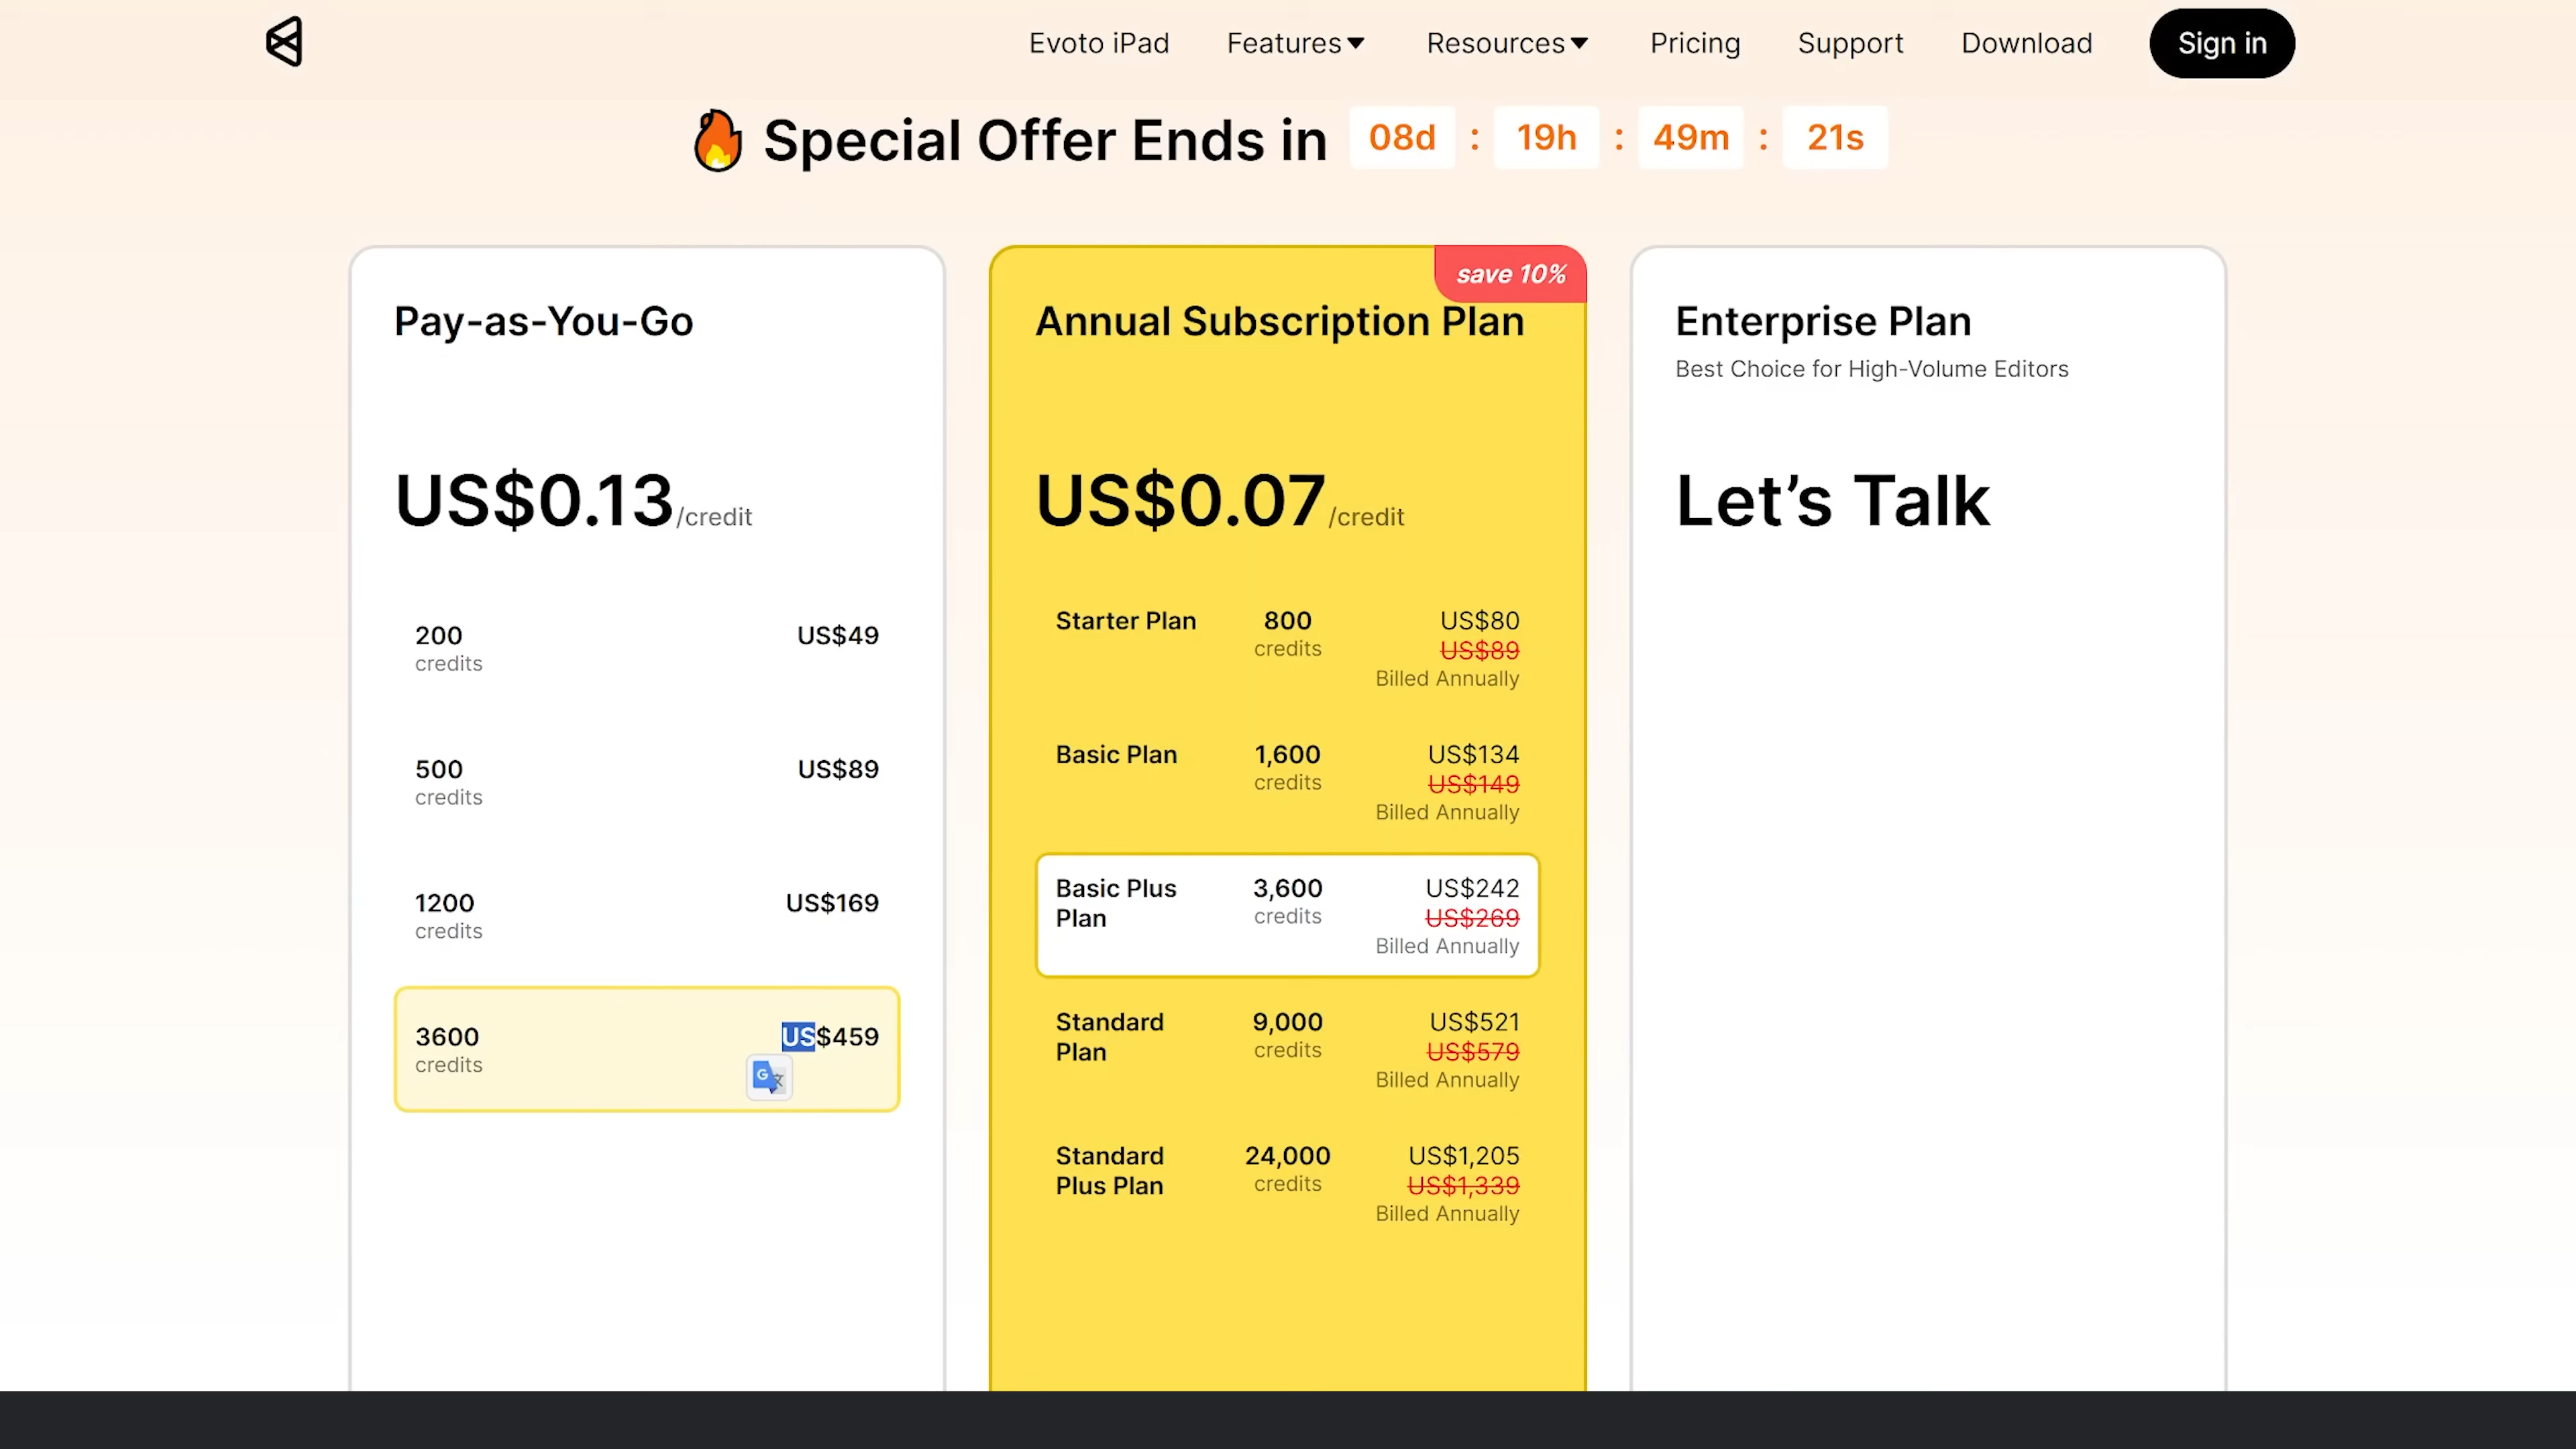 Evoto iPad Features Resources Pricing Support Download Sign in
Special Offer Ends in 08d : 19h : 49m : 21s
Pay-as-You-Go
US$0.13/credit
200 US$49
credits
500 US$89
credits
1200 US$169
credits
3600 US$459
credits
save 10%
Annual Subscription Plan
US$0.07/credit
Starter Plan 800 US$80
credits US$89
Billed Annually
Basic Plan 1,600 US$134
credits US$149
Billed Annually
Basic Plus 3,600 US$242
Plan credits US$269
Billed Annually
Standard 9,000 US$521
Plan credits US$579
Billed Annually
Standard 24,000 US$1,205
Plus Plan credits US$1,339
Billed Annually
Enterprise Plan
Best Choice for High-Volume Editors
Let’s Talk